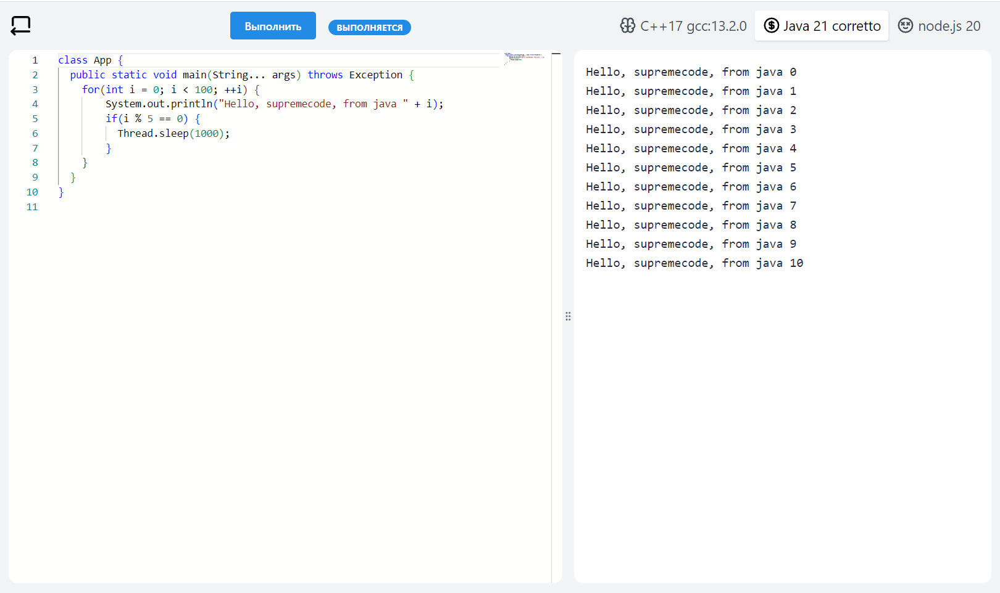 Выполнить ВЫПОЛНЯЕТСЯ C++17 gcc:13.2.0 Java 21 corretto node.js 20
1 class App {
2 public static void main(String... args) throws Exception {
3 for(int i = 0; i < 100; ++i) {
4 System.out.println("Hello, supremecode, from java " + i);
5 if(i % 5 == 0) {
6 Thread.sleep(1000);
7 }
8 }
9 }
10 }
11
Hello, supremecode, from java 0
Hello, supremecode, from java 1
Hello, supremecode, from java 2
Hello, supremecode, from java 3
Hello, supremecode, from java 4
Hello, supremecode, from java 5
Hello, supremecode, from java 6
Hello, supremecode, from java 7
Hello, supremecode, from java 8
Hello, supremecode, from java 9
Hello, supremecode, from java 10